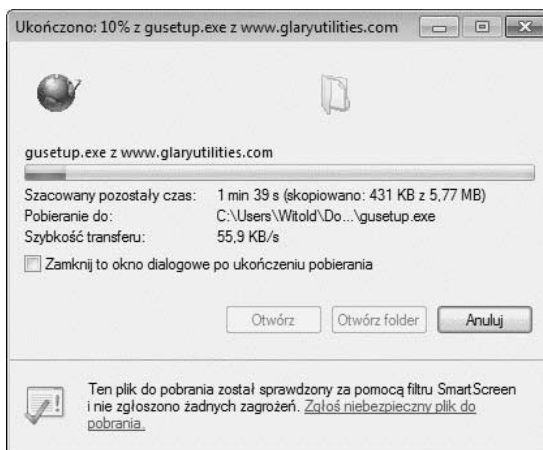 Ukończono: 10% z gusetup.exe z www.glaryutilities.com
gusetup.exe z www.glaryutilities.com
Szacowany pozostały czas: 1 min 39 s (skopiowano: 431 KB z 5,77 MB)
Pobieranie do: C:\Users\Witold\Do...\gusetup.exe
Szybkość transferu: 55,9 KB/s
Zamknij to okno dialogowe po ukończeniu pobierania
Otwórz Otwórz folder Anuluj
Ten plik do pobrania został sprawdzony za pomocą filtru SmartScreen
i nie zgłoszono żadnych zagrożeń. Zgłoś niebezpieczny plik do
pobrania.